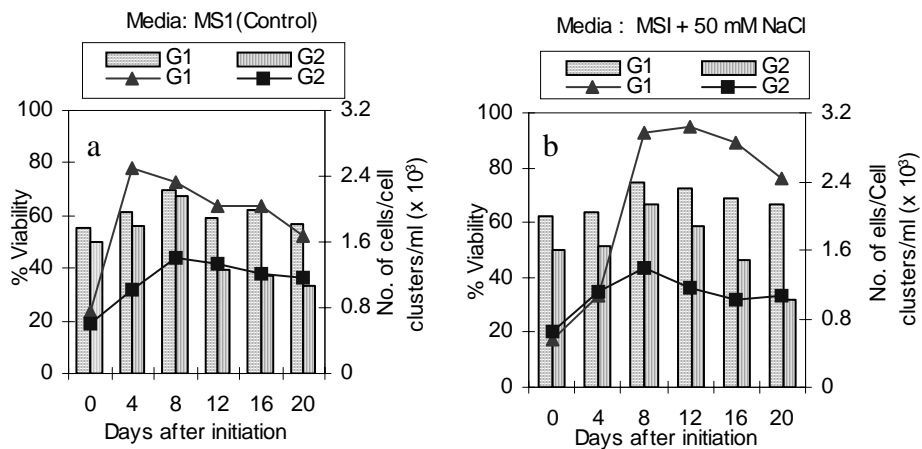 Media: MS1(Control)
G1 G2
G1 G2
a
100
80
60
40
20
0
% Viability
3.2
2.4
1.6
0.8
0
No. of cells/cell
clusters/ml (x 10³)
0 4 8 12 16 20
Days after initiation
Media : MSI + 50 mM NaCl
G1 G2
G1 G2
b
100
80
60
40
20
0
% Viability
3.2
2.4
1.6
0.8
0
No. of ells/Cell
clusters/ml (x 10³)
0 4 8 12 16 20
Days after initiation